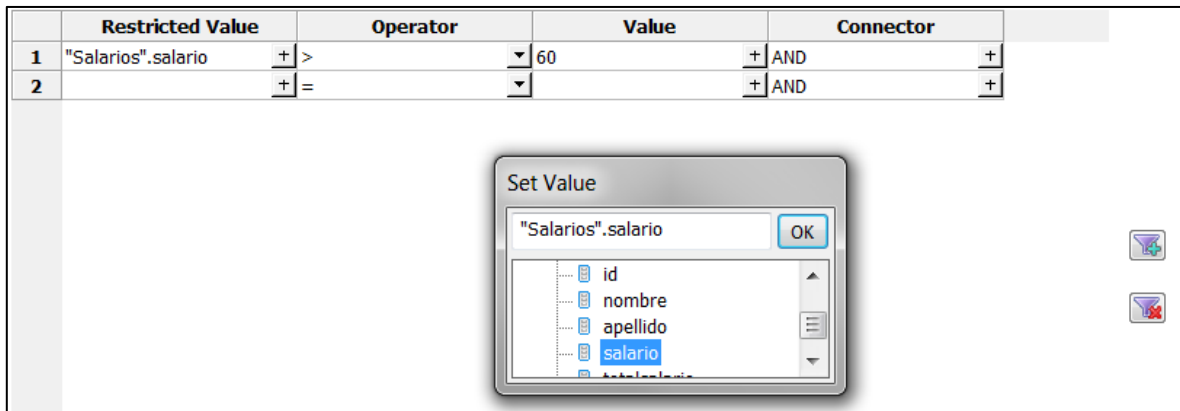 Restricted Value Operator Value Connector
1 "Salarios".salario + > 60 + AND +
2 + = + AND +
Set Value
"Salarios".salario OK
id
nombre
apellido
salario